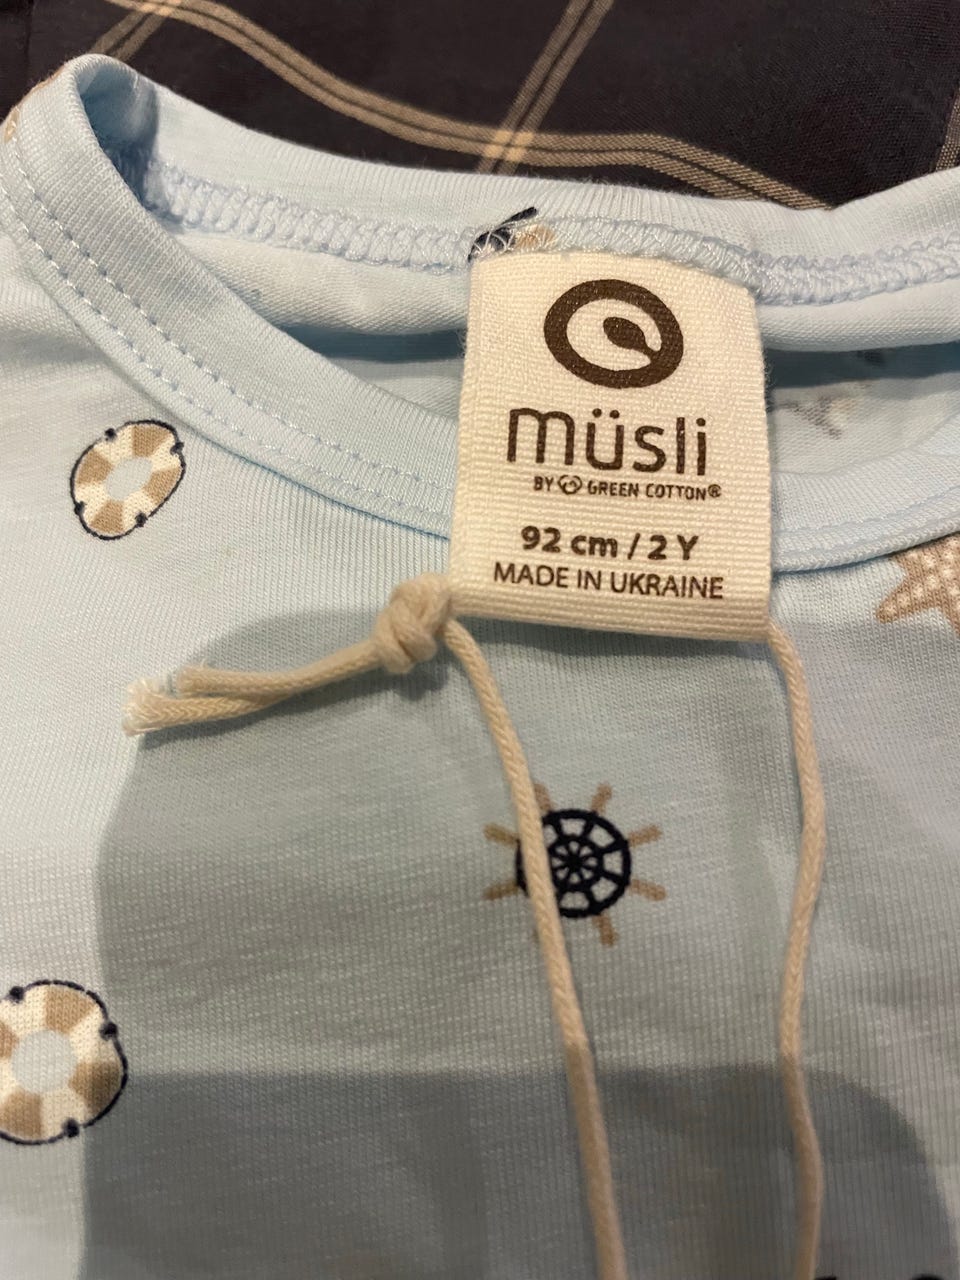 müsli
BY GREEN COTTON®
92 cm / 2 Y
MADE IN UKRAINE